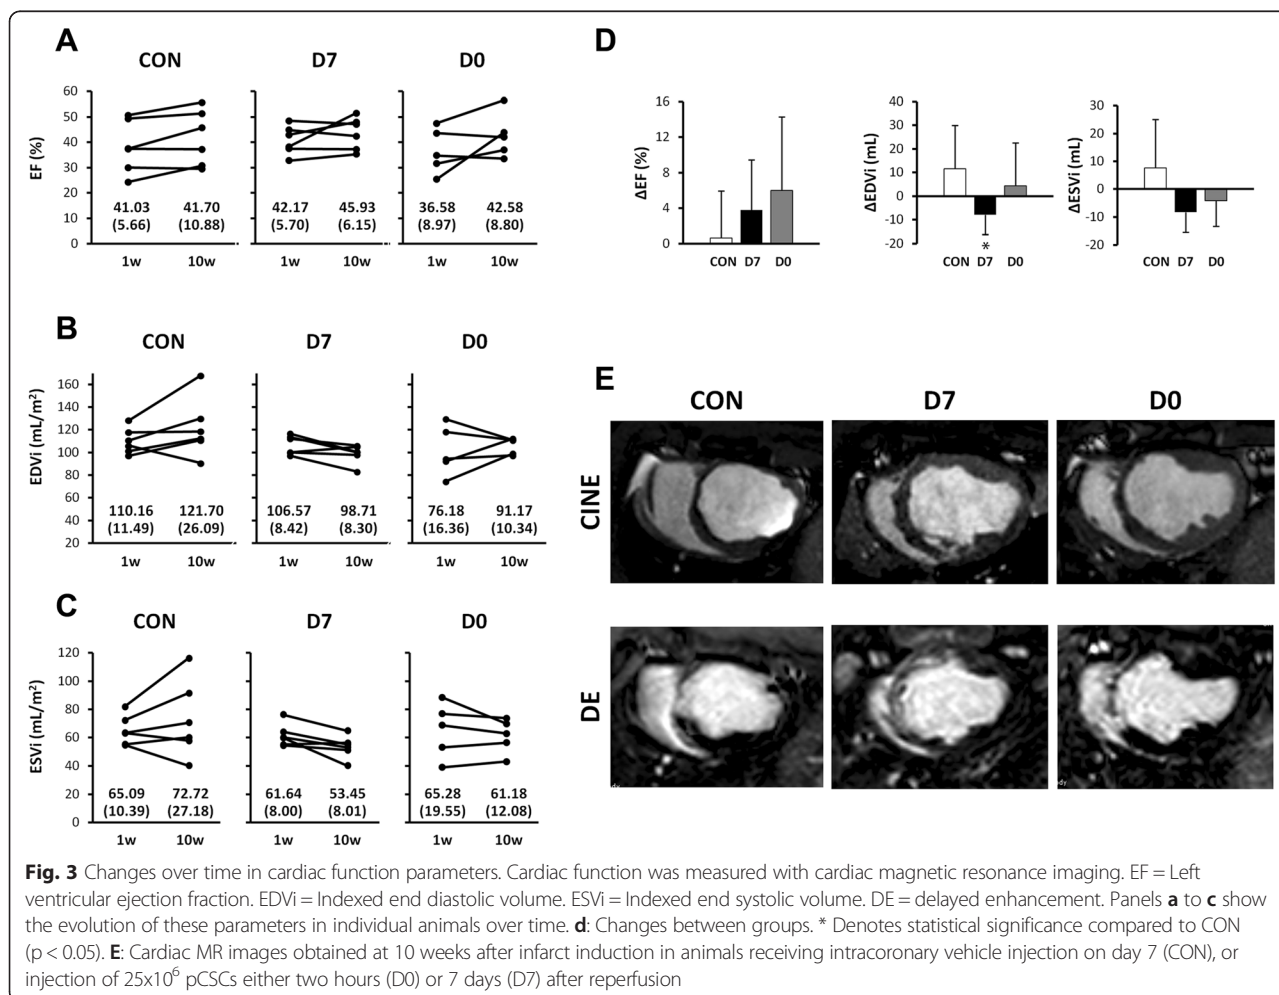 A
CON
D7
D0
EF (%)
60
50
40
30
20
10
0
41.03 41.70 42.17 45.93 36.58 42.58
(5.66) (10.88) (5.70) (6.15) (8.97) (8.80)
1w 10w 1w 10w 1w 10w
B
CON
D7
D0
EDVi (mL/m²)
160
140
120
100
80
60
40
20
110.16 121.70 106.57 98.71 76.18 91.17
(11.49) (26.09) (8.42) (8.30) (16.36) (10.34)
1w 10w 1w 10w 1w 10w
C
CON
D7
D0
ESVi (mL/m²)
120
100
80
60
40
20
0
65.09 72.72 61.64 53.45 65.28 61.18
(10.39) (27.18) (8.00) (8.01) (19.55) (12.08)
1w 10w 1w 10w 1w 10w
D
ΔEF (%)
16
12
8
4
0
CON D7 D0
ΔEDVi (mL)
40
30
20
10
0
-10
-20
*
CON D7 D0
ΔESVi (mL)
30
20
10
0
-10
-20
CON D7 D0
E
CON
D7
D0
CINE
DE
Fig. 3 Changes over time in cardiac function parameters. Cardiac function was measured with cardiac magnetic resonance imaging. EF = Left
ventricular ejection fraction. EDVi = Indexed end diastolic volume. ESVi = Indexed end systolic volume. DE = delayed enhancement. Panels a to c show
the evolution of these parameters in individual animals over time. d: Changes between groups. * Denotes statistical significance compared to CON
(p < 0.05). E: Cardiac MR images obtained at 10 weeks after infarct induction in animals receiving intracoronary vehicle injection on day 7 (CON), or
injection of 25x10⁶ pCSCs either two hours (D0) or 7 days (D7) after reperfusion